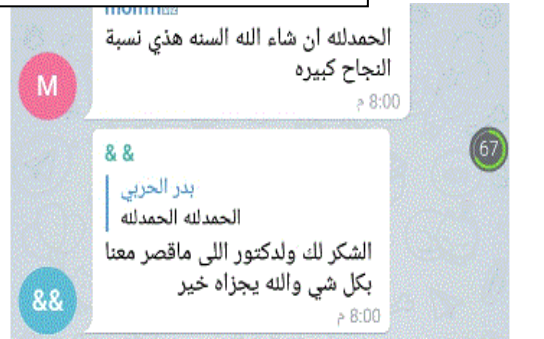 الحمدلله ان شاء الله السنه هذي نسبة
النجاح كبيره
8:00 م
M
67
& &
بدر الحربي
الحمدلله الحمدلله
الشكر لك ولدكتور اللى ماقصر معنا
بكل شي والله يجزاه خير
8:00 م
&&